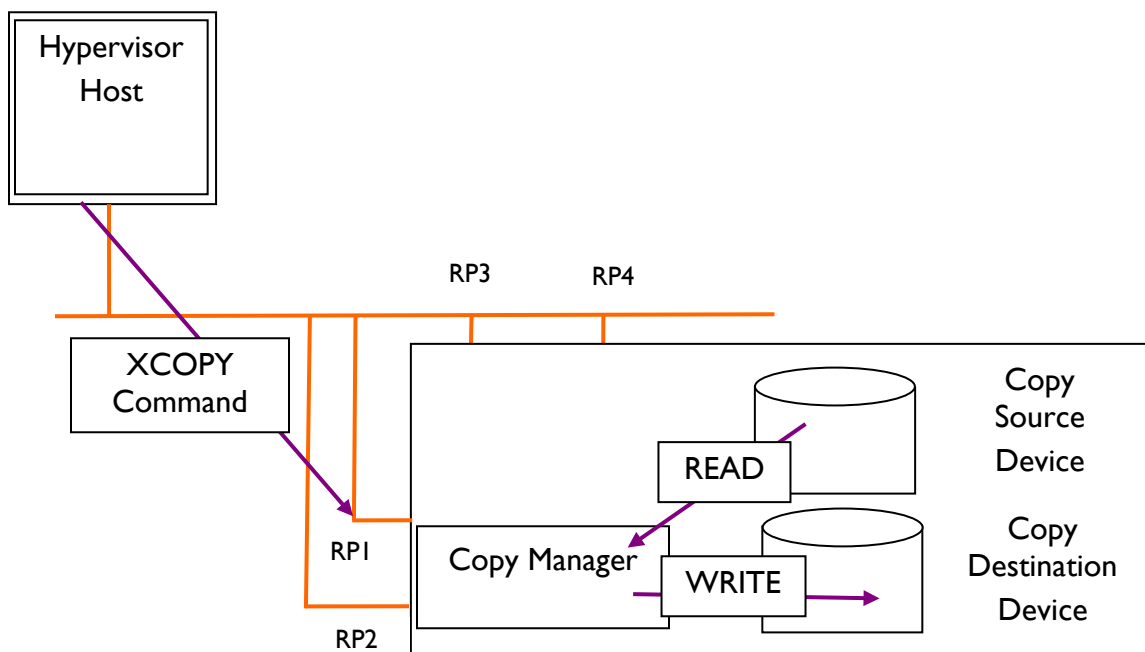 Hypervisor
Host
RP3
RP4
XCOPY
Command
Copy
Source
Device
READ
RP1
Copy Manager
WRITE
Copy
Destination
Device
RP2